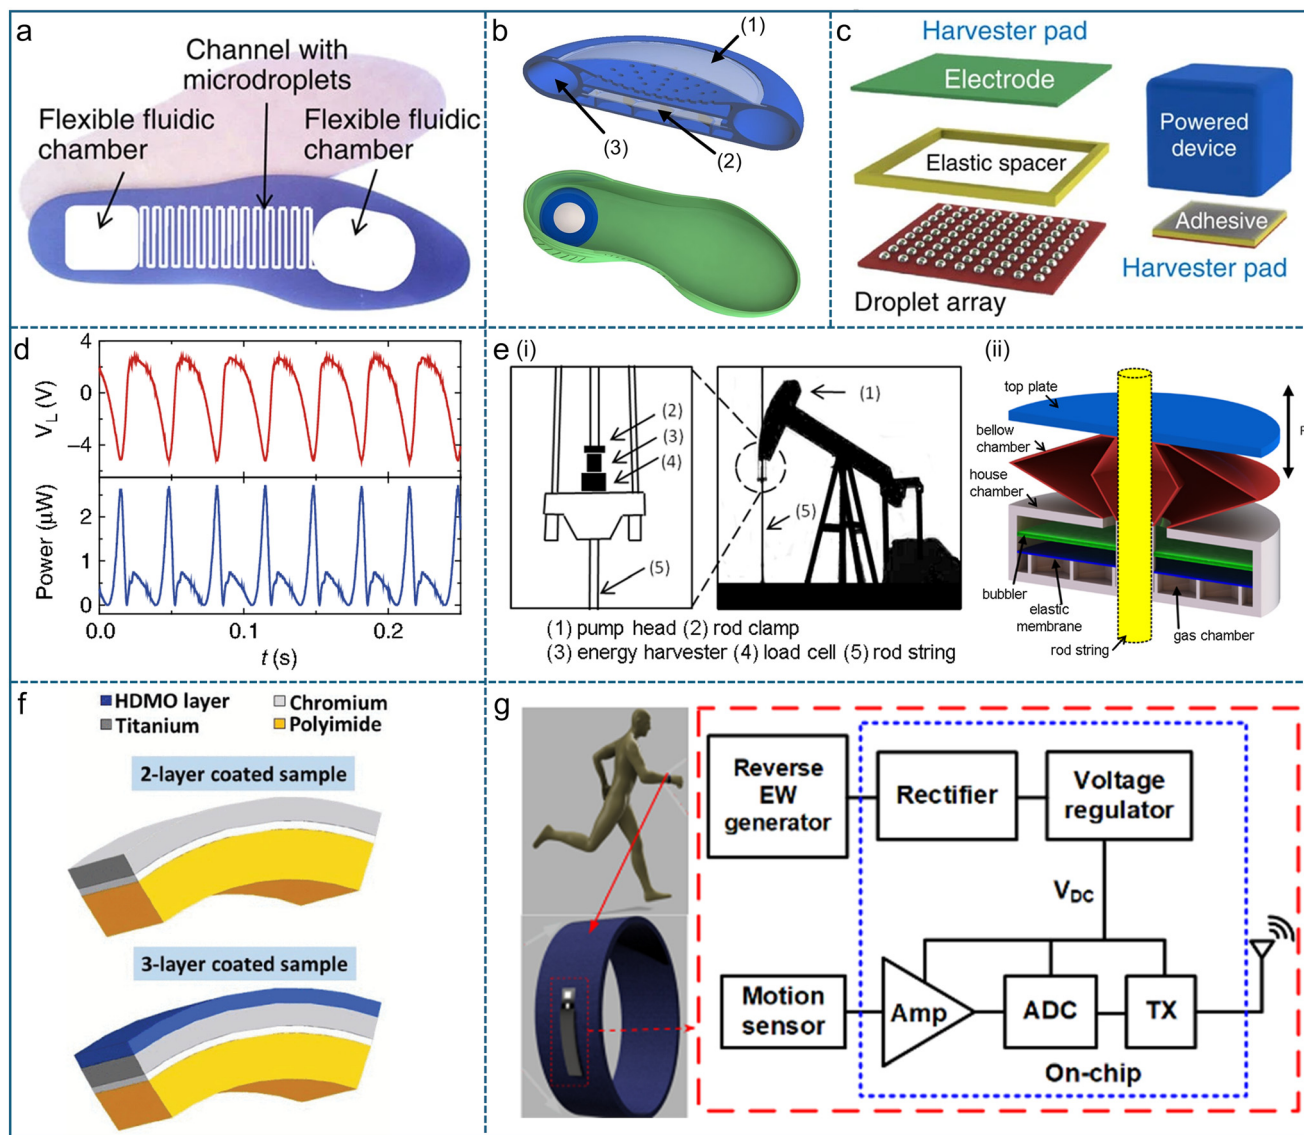 a
Channel with
microdroplets
Flexible fluidic
chamber
Flexible fluidic
chamber
b
(1)
(2)
(3)
c
Harvester pad
Electrode
Elastic spacer
Droplet array
Powered
device
Adhesive
Harvester pad
d
V_L (V)
4
0
−4
Power (μW)
2
1
0
0.0
0.1
0.2
t (s)
e
(i)
(2)
(3)
(4)
(5)
(1)
(5)
(1) pump head (2) rod clamp
(3) energy harvester (4) load cell (5) rod string
(ii)
top plate
bellow
chamber
house
chamber
bubbler
elastic
membrane
rod string
gas chamber
f
HDMO layer
Chromium
Titanium
Polyimide
2-layer coated sample
3-layer coated sample
g
Reverse
EW
generator
Rectifier
Voltage
regulator
V_DC
Motion
sensor
Amp
ADC
TX
On-chip